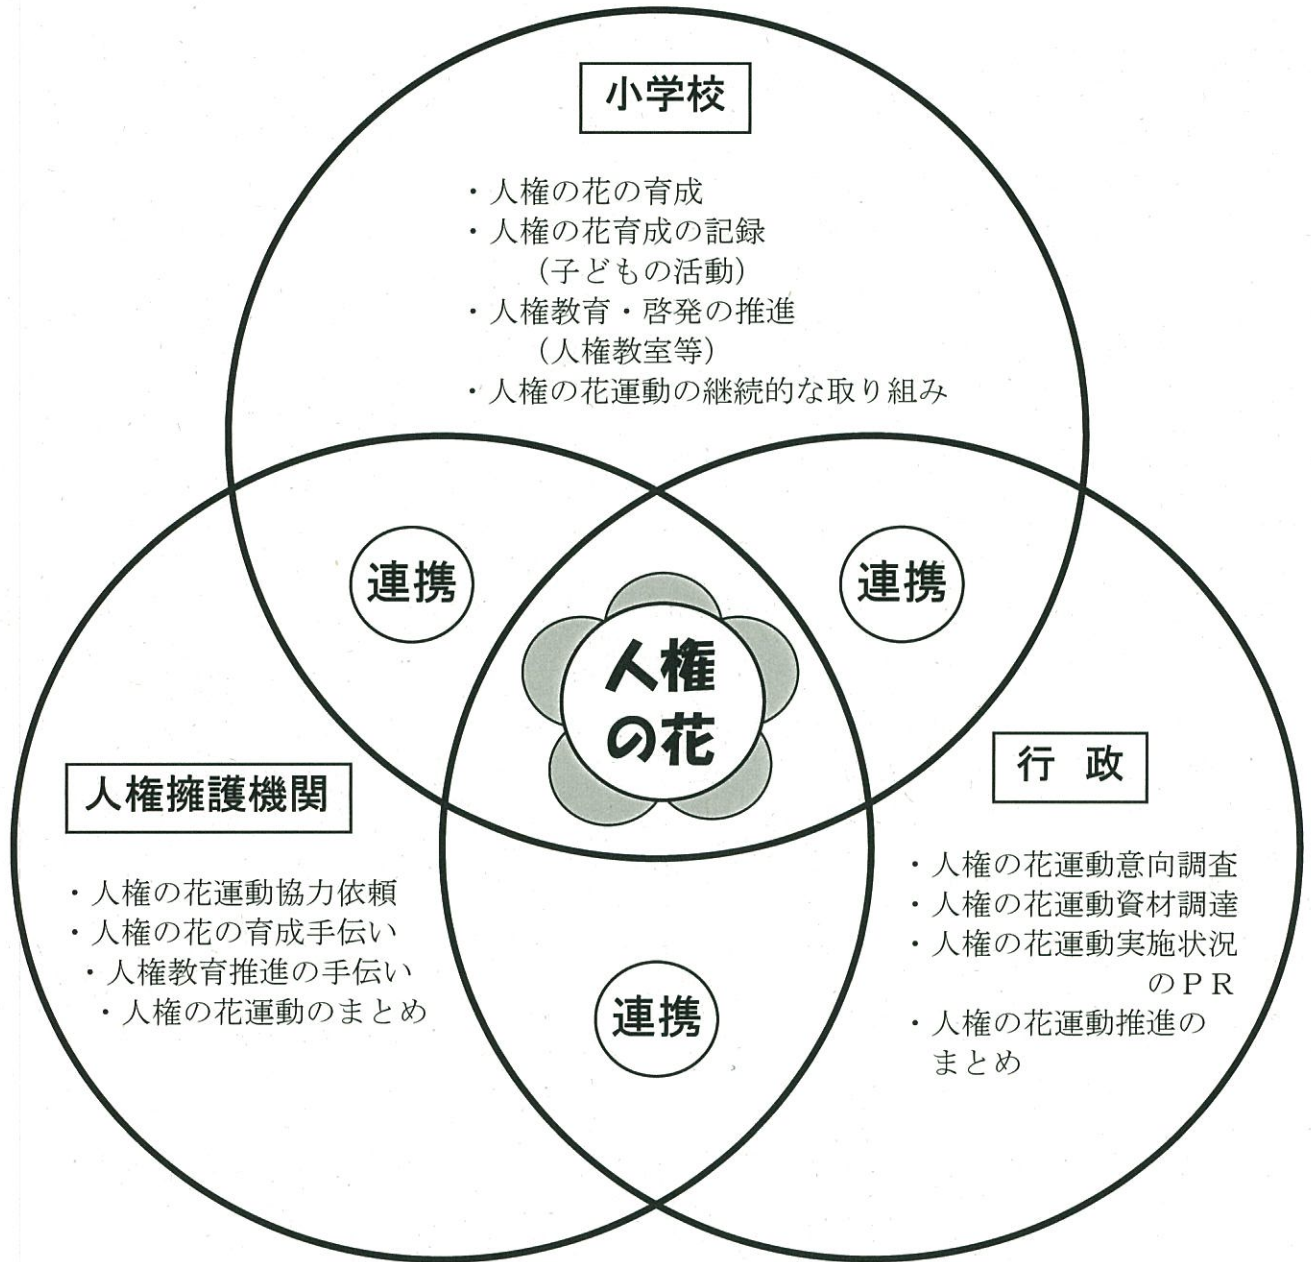 小学校
・人権の花の育成
・人権の花育成の記録
（子どもの活動）
・人権教育・啓発の推進
（人権教室等）
・人権の花運動の継続的な取り組み
連携
連携
人権
の花
人権擁護機関
・人権の花運動協力依頼
・人権の花の育成手伝い
・人権教育推進の手伝い
・人権の花運動のまとめ
行 政
・人権の花運動意向調査
・人権の花運動資材調達
・人権の花運動実施状況
のＰＲ
・人権の花運動推進の
まとめ
連携